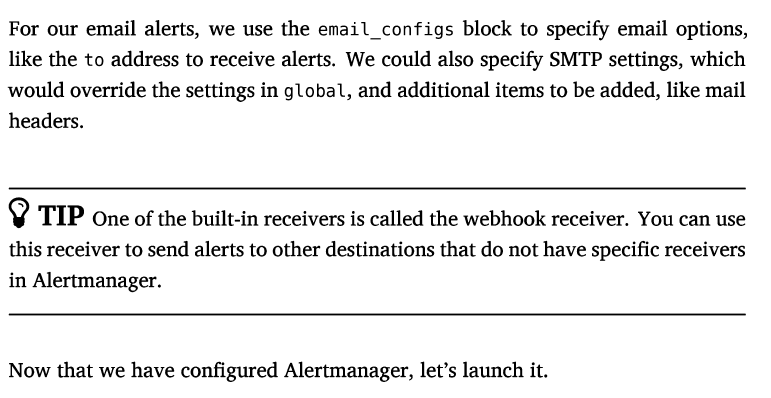 For our email alerts, we use the email_configs block to specify email options,
like the to address to receive alerts. We could also specify SMTP settings, which
would override the settings in global, and additional items to be added, like mail
headers.
TIP One of the built-in receivers is called the webhook receiver. You can use
this receiver to send alerts to other destinations that do not have specific receivers
in Alertmanager.
Now that we have configured Alertmanager, let’s launch it.